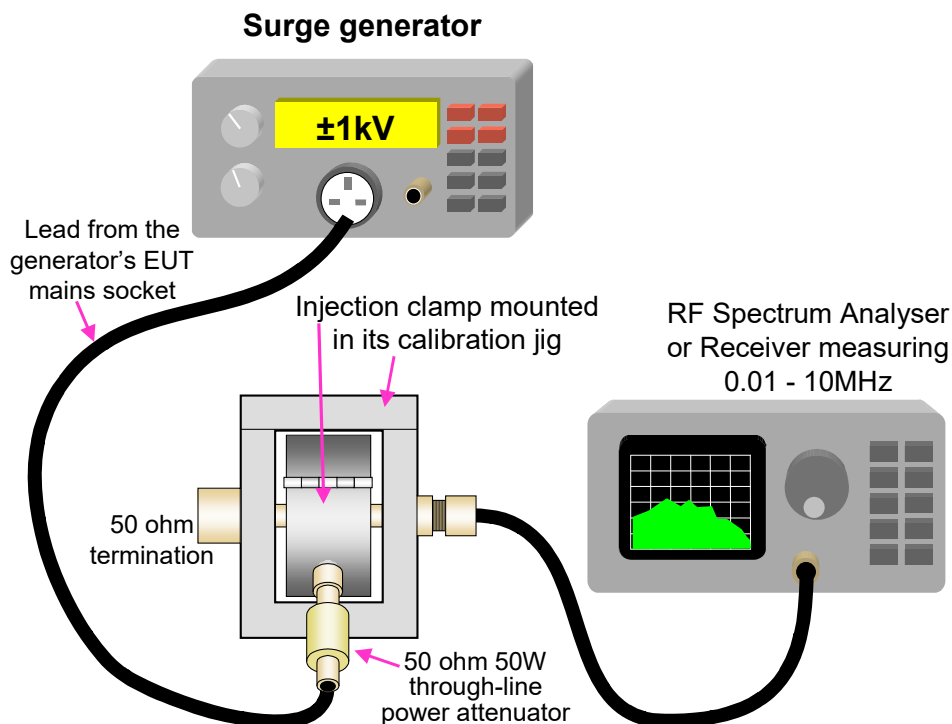 Surge generator
±1kV
Lead from the
generator’s EUT
mains socket
Injection clamp mounted
in its calibration jig
RF Spectrum Analyser
or Receiver measuring
0.01 - 10MHz
50 ohm
termination
50 ohm 50W
through-line
power attenuator